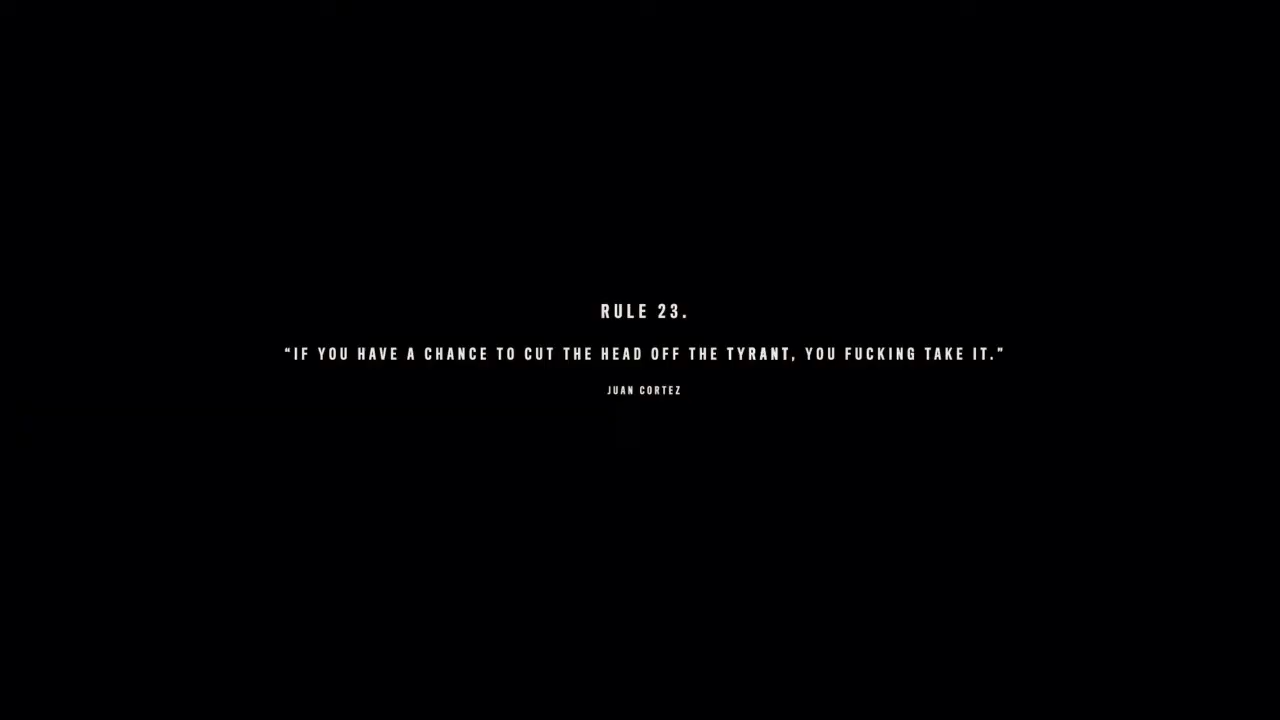 RULE 23.
“IF YOU HAVE A CHANCE TO CUT THE HEAD OFF THE TYRANT, YOU FUCKING TAKE IT.”
JUAN CORTEZ